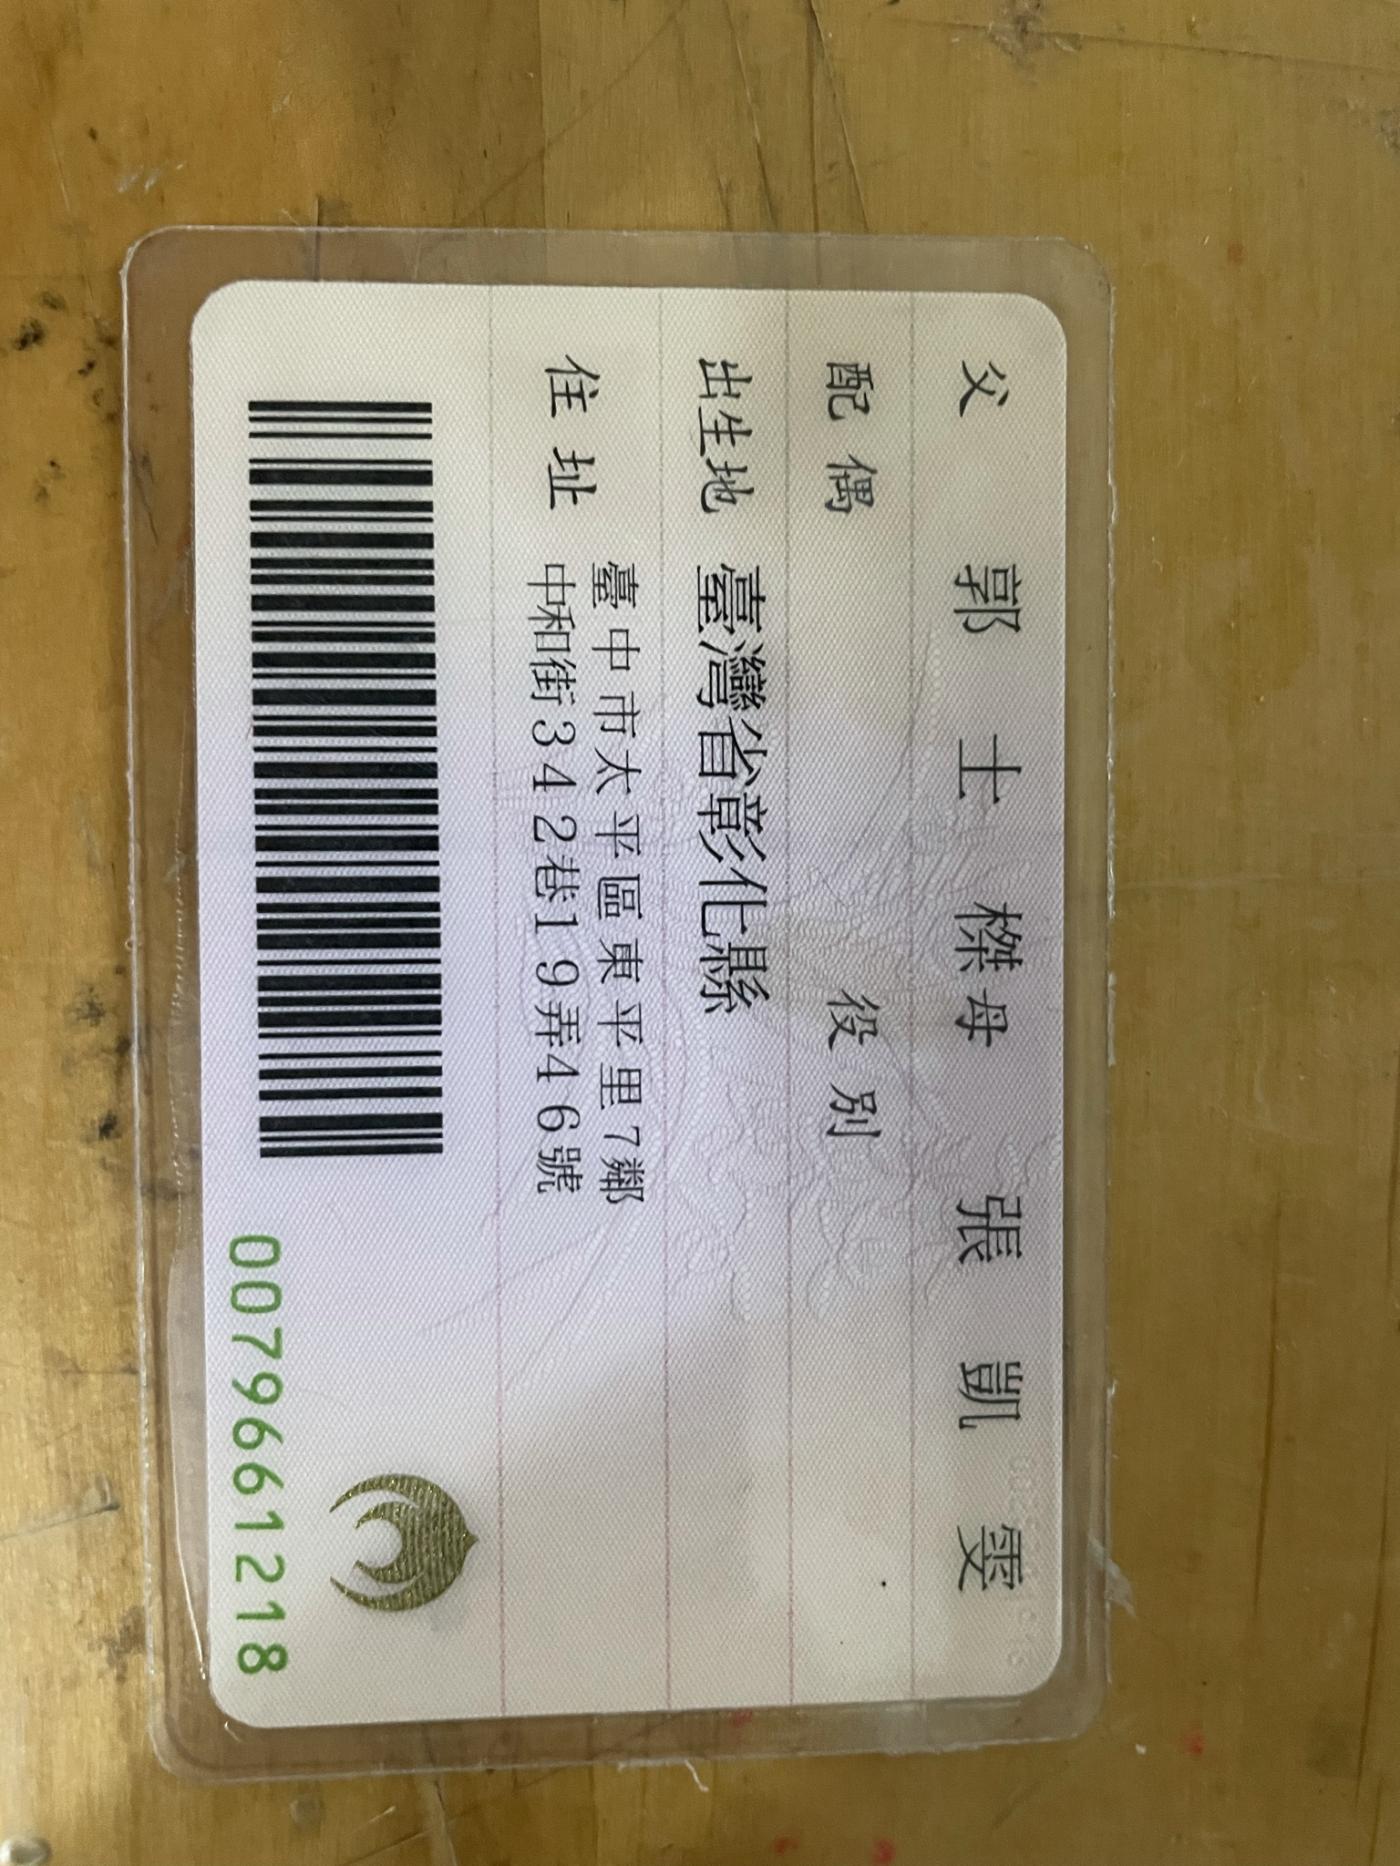 父 郭士榤 母 張凱雯
配偶 役別
出生地 臺灣省彰化縣
住址 臺中市太平區東平里7鄰
中和街342巷19弄46號
0079661218